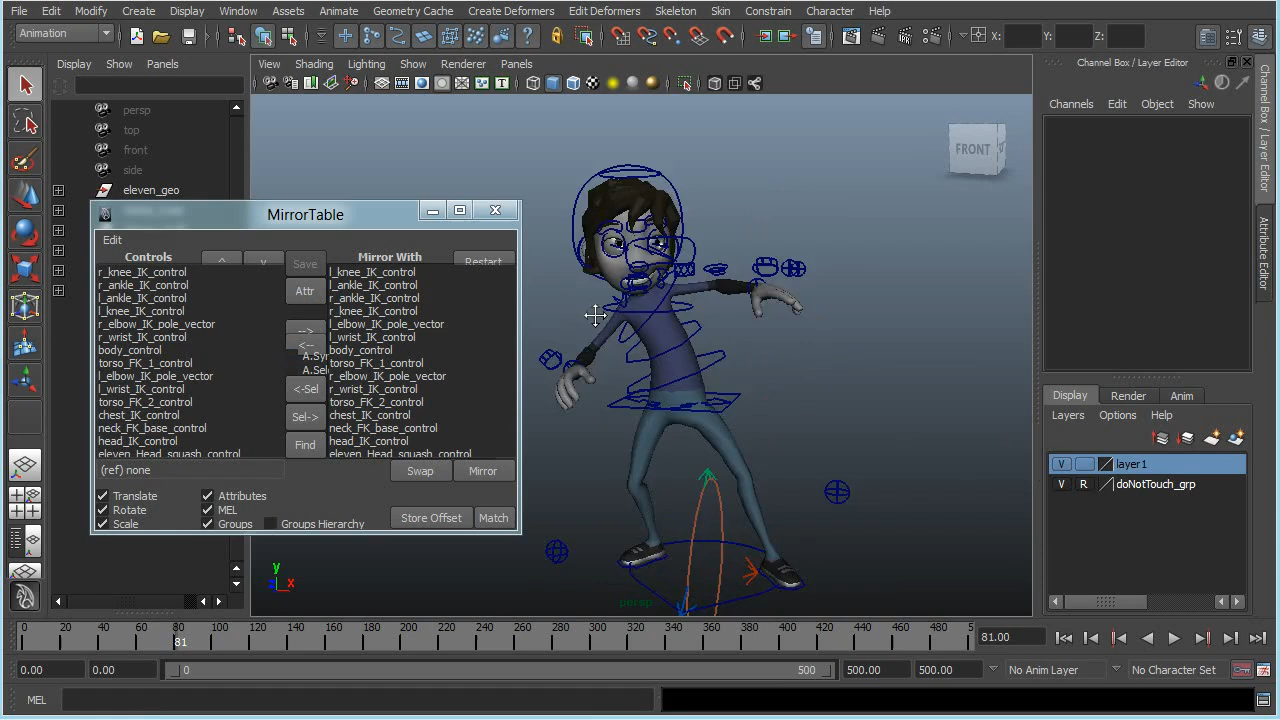 File Edit Modify Create Display Window Assets Animate Geometry Cache Create Deformers Edit Deformers Skeleton Skin Constrain Character Help
Animation X: Y: Z:
Display Show Panels
View Shading Lighting Show Renderer Panels
Channel Box / Layer Editor
Channels Edit Object Show
persp
top
front
side
eleven_geo
FRONT
MirrorTable
Edit
Controls ^ v Save Mirror With Restart
r_knee_IK_control l_knee_IK_control
r_ankle_IK_control l_ankle_IK_control
Attr
l_ankle_IK_control r_ankle_IK_control
l_knee_IK_control r_knee_IK_control
r_elbow_IK_pole_vector --> l_elbow_IK_pole_vector
r_wrist_IK_control <-- l_wrist_IK_control
body_control body_control
torso_FK_1_control torso_FK_1_control
l_elbow_IK_pole_vector r_elbow_IK_pole_vector
l_wrist_IK_control <-Sel r_wrist_IK_control
torso_FK_2_control torso_FK_2_control
chest_IK_control Sel-> chest_IK_control
neck_FK_base_control neck_FK_base_control
head_IK_control Find head_IK_control
eleven_Head_squash_control eleven_Head_squash_control
(ref) none Swap Mirror
Translate Attributes
Rotate MEL
Scale Groups Groups Hierarchy
Store Offset Match
Channel Box / Layer Editor
Attribute Editor
Display Render Anim
Layers Options Help
V layer1
V R doNotTouch_grp
y
z x
persp
0 20 40 60 80 100 120 140 160 180 200 220 240 260 280 300 320 340 360 380 400 420 440 460 480 5
81
81.00
0.00 0.00 0 500 500.00 500.00 No Anim Layer No Character Set
MEL